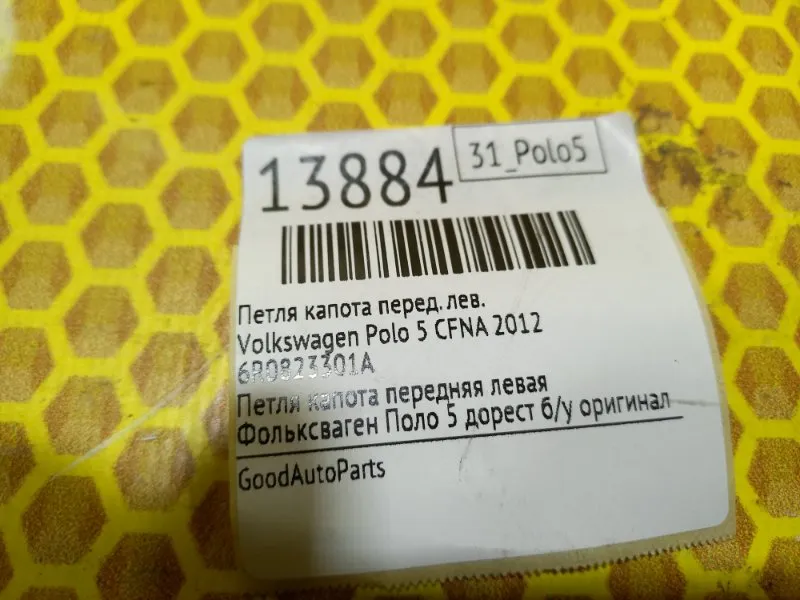 13884
31_Polo5
Петля капота перед.лев.
Volkswagen Polo 5 CFNA 2012
6R0823301A
Петля капота передняя левая
Фольксваген Поло 5 дорест б/у оригинал
GoodAutoParts